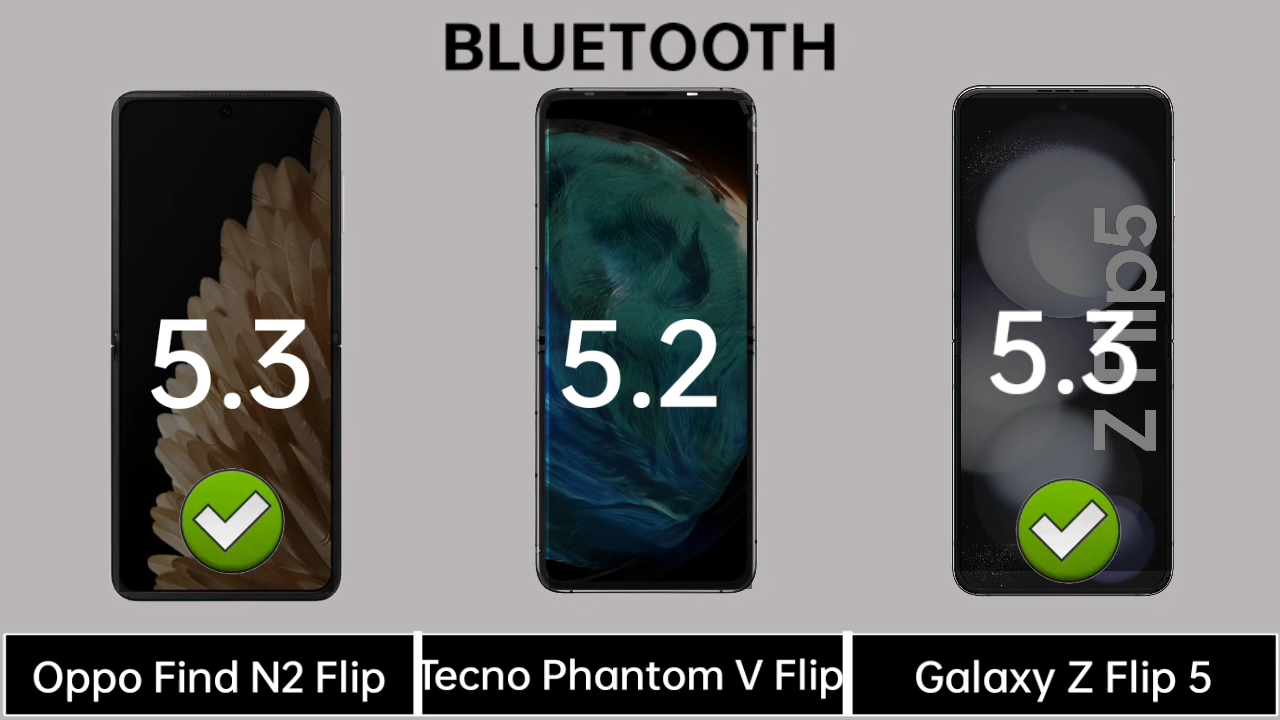 BLUETOOTH
5.3
5.2
5.3
Z Flip5
Oppo Find N2 Flip
Tecno Phantom V Flip
Galaxy Z Flip 5